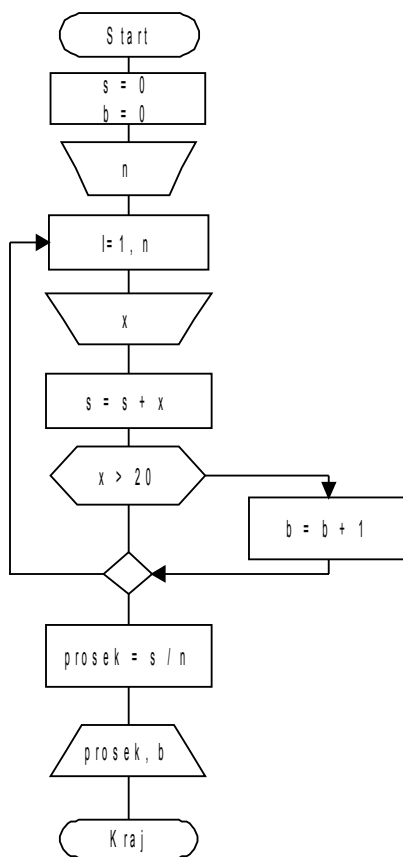 Start
s = 0
b = 0
n
I=1, n
x
s = s + x
x > 20
b = b + 1
prosek = s / n
prosek, b
Kraj